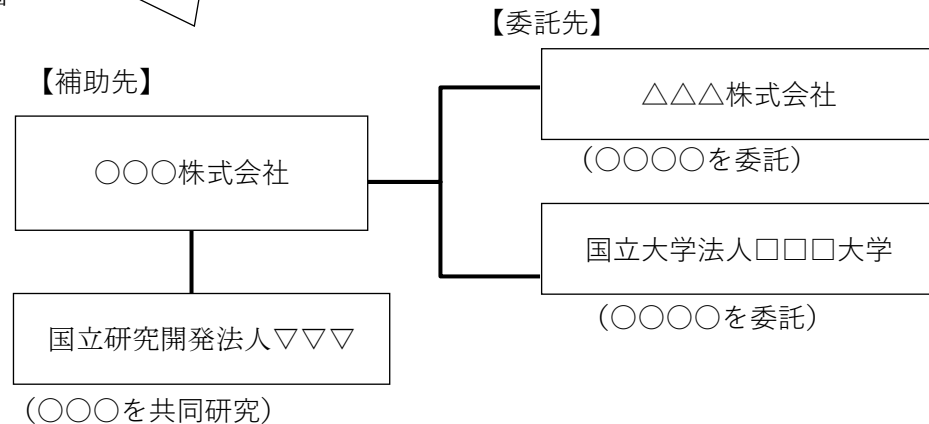 【補助先】
○○○株式会社
国立研究開発法人▽▽▽
（○○○を共同研究）
【委託先】
△△△株式会社
（○○○○を委託）
国立大学法人□□□大学
（○○○○を委託）